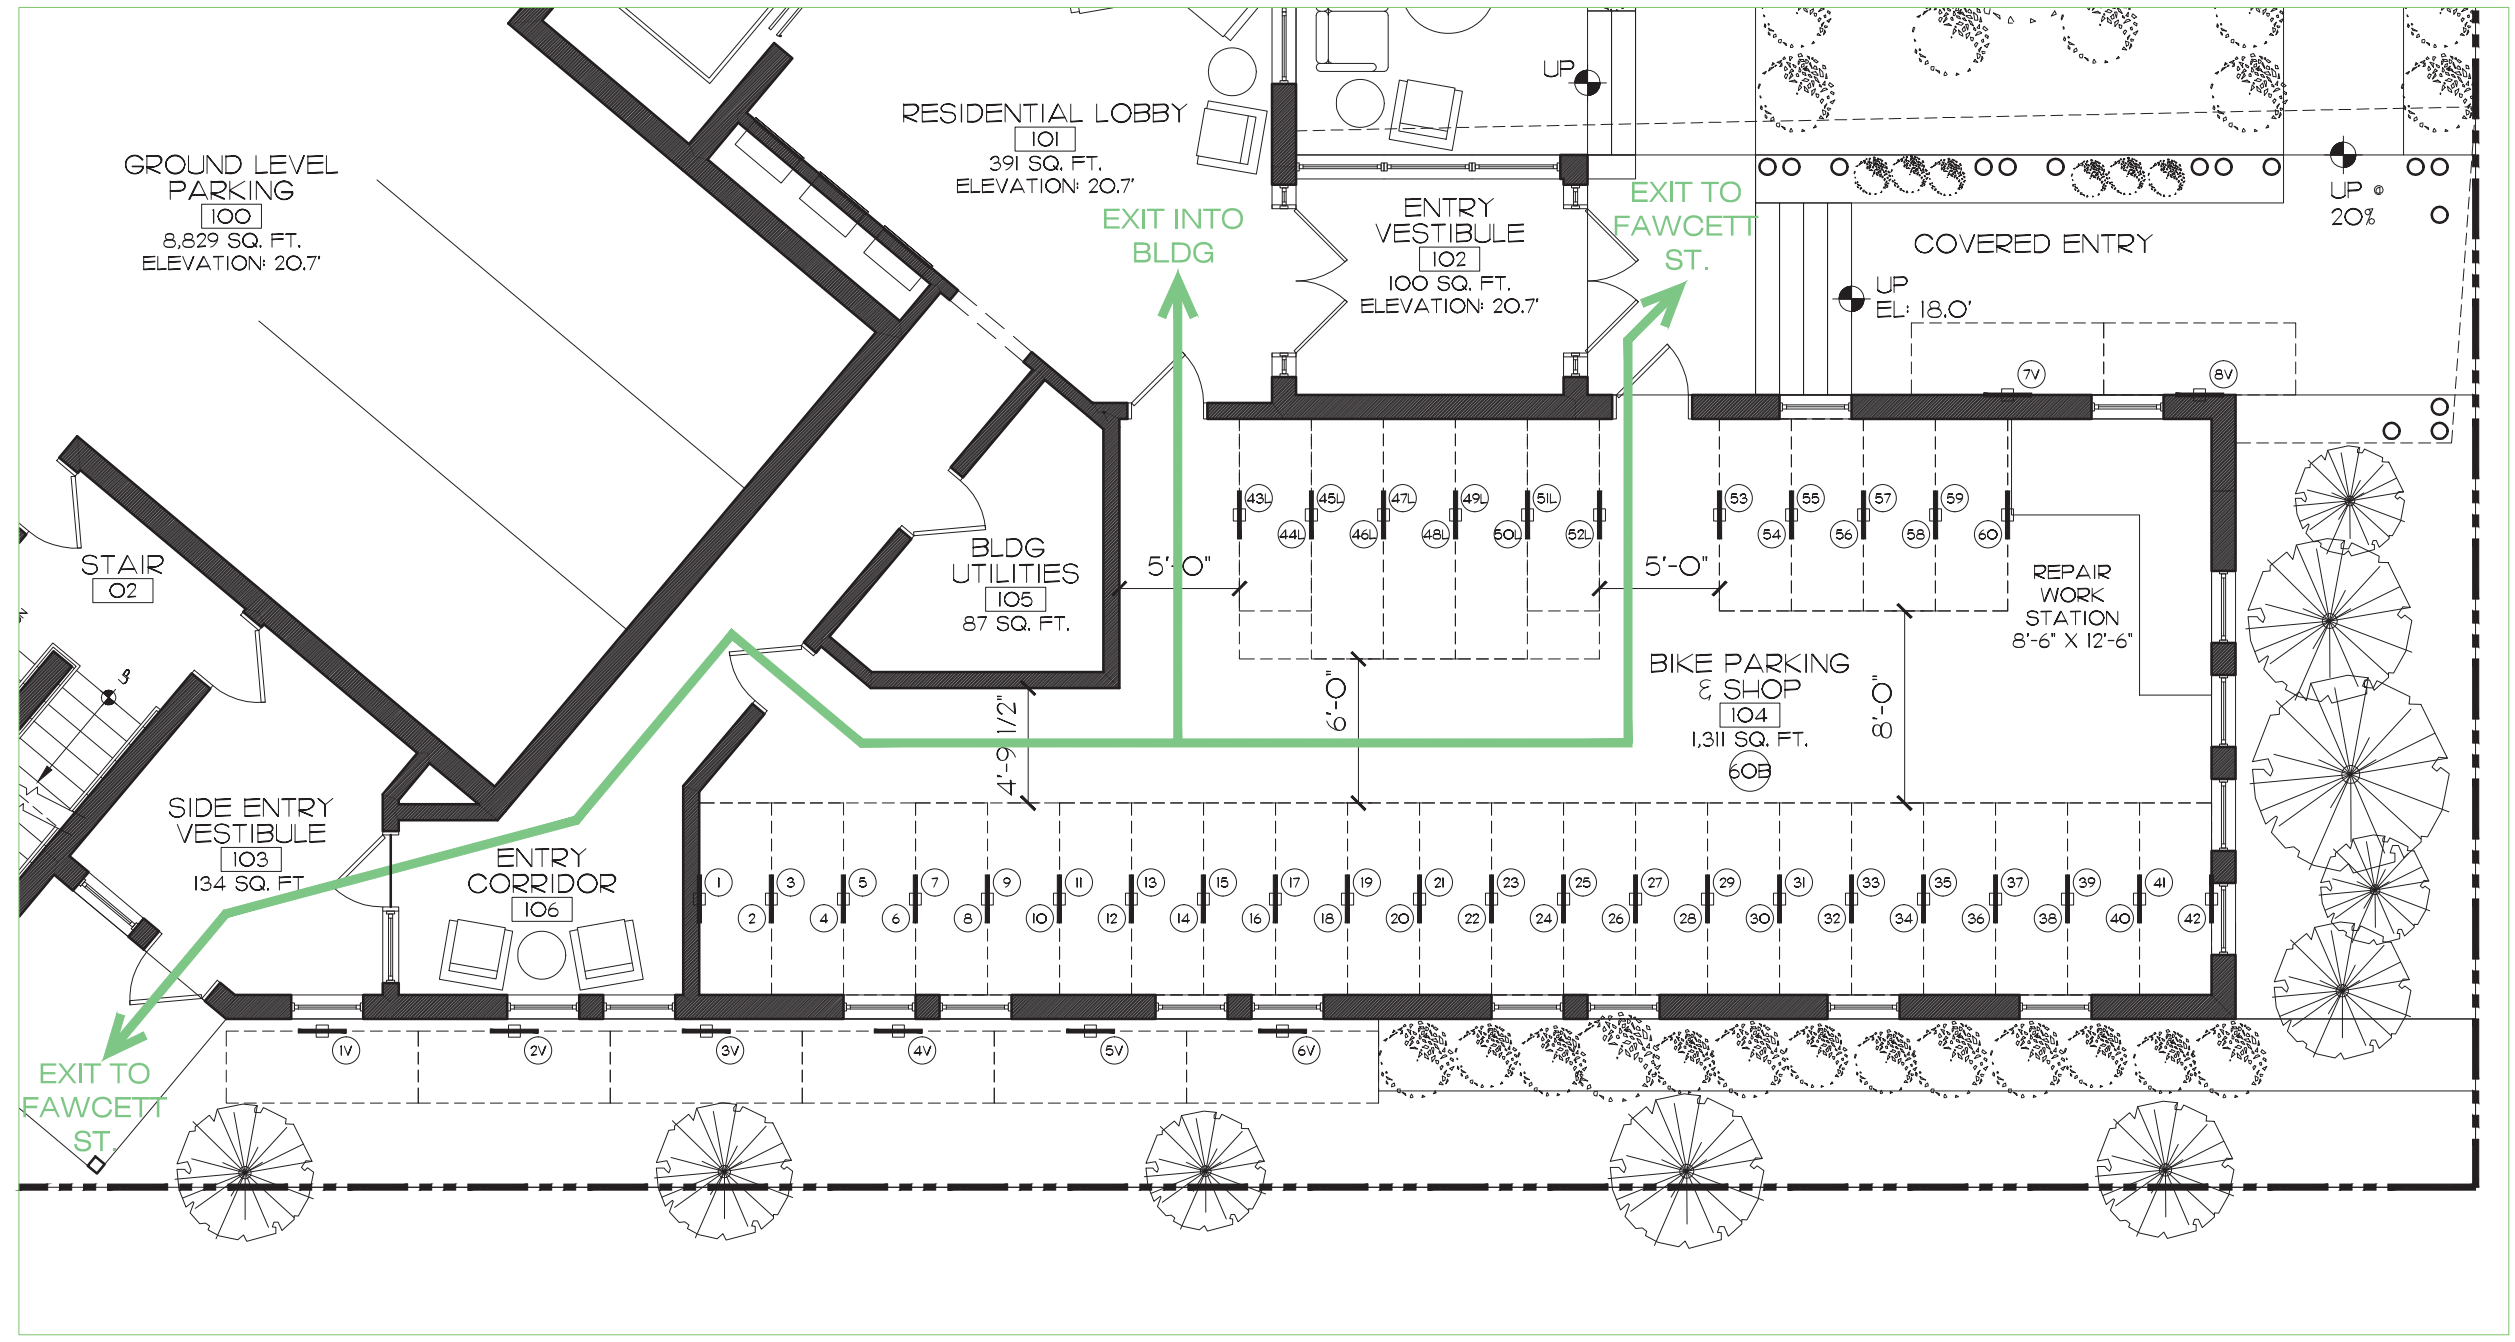 GROUND LEVEL
PARKING
100
8,829 SQ. FT.
ELEVATION: 20.7'
RESIDENTIAL LOBBY
101
391 SQ. FT.
ELEVATION: 20.7'
EXIT INTO
BLDG
ENTRY
VESTIBULE
102
100 SQ. FT.
ELEVATION: 20.7'
UP
EXIT TO
FAWCETT
ST.
COVERED ENTRY
UP @
20%
UP
EL: 18.0'
7V 8V
STAIR
02
BLDG
UTILITIES
105
87 SQ. FT.
5'-0"
43L 45L 47L 49L 51L
44L 46L 48L 50L 52L
5'-0"
53 55 57 59
54 56 58 60
REPAIR
WORK
STATION
8'-6" X 12'-6"
BIKE PARKING
& SHOP
104
1,311 SQ. FT.
60B
4'-9 1/2"
6'-0"
8'-0"
SIDE ENTRY
VESTIBULE
103
134 SQ. FT
ENTRY
CORRIDOR
106
1 3 5 7 9 11 13 15 17 19 21 23 25 27 29 31 33 35 37 39 41
2 4 6 8 10 12 14 16 18 20 22 24 26 28 30 32 34 36 38 40 42
1V 2V 3V 4V 5V 6V
EXIT TO
FAWCETT
ST.